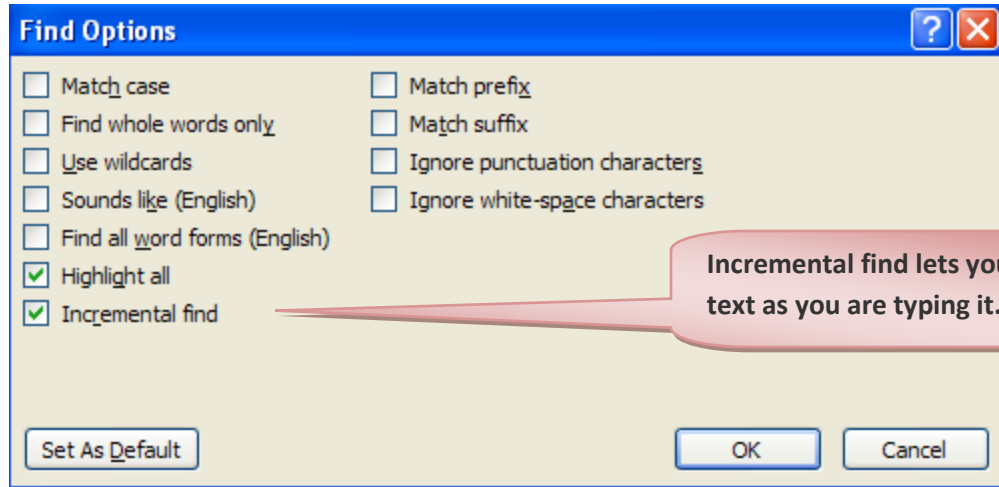 Find Options
Match case
Find whole words only
Use wildcards
Sounds like (English)
Find all word forms (English)
Highlight all
Incremental find
Match prefix
Match suffix
Ignore punctuation characters
Ignore white-space characters
Incremental find lets you
text as you are typing it.
Set As Default
OK
Cancel